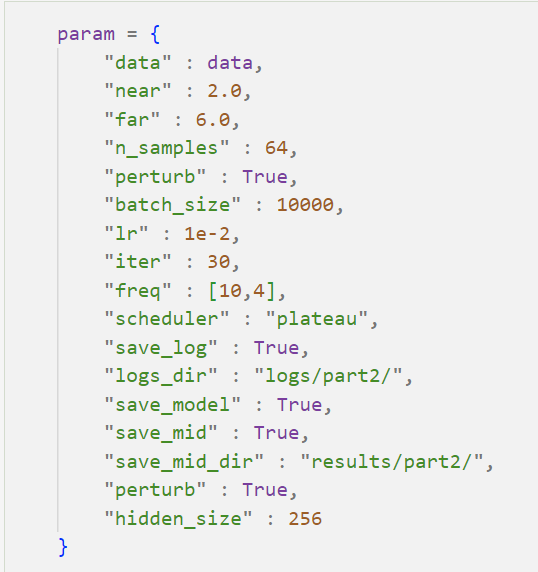 param = {
    "data" : data,
    "near" : 2.0,
    "far" : 6.0,
    "n_samples" : 64,
    "perturb" : True,
    "batch_size" : 10000,
    "lr" : 1e-2,
    "iter" : 30,
    "freq" : [10,4],
    "scheduler" : "plateau",
    "save_log" : True,
    "logs_dir" : "logs/part2/",
    "save_model" : True,
    "save_mid" : True,
    "save_mid_dir" : "results/part2/",
    "perturb" : True,
    "hidden_size" : 256
}